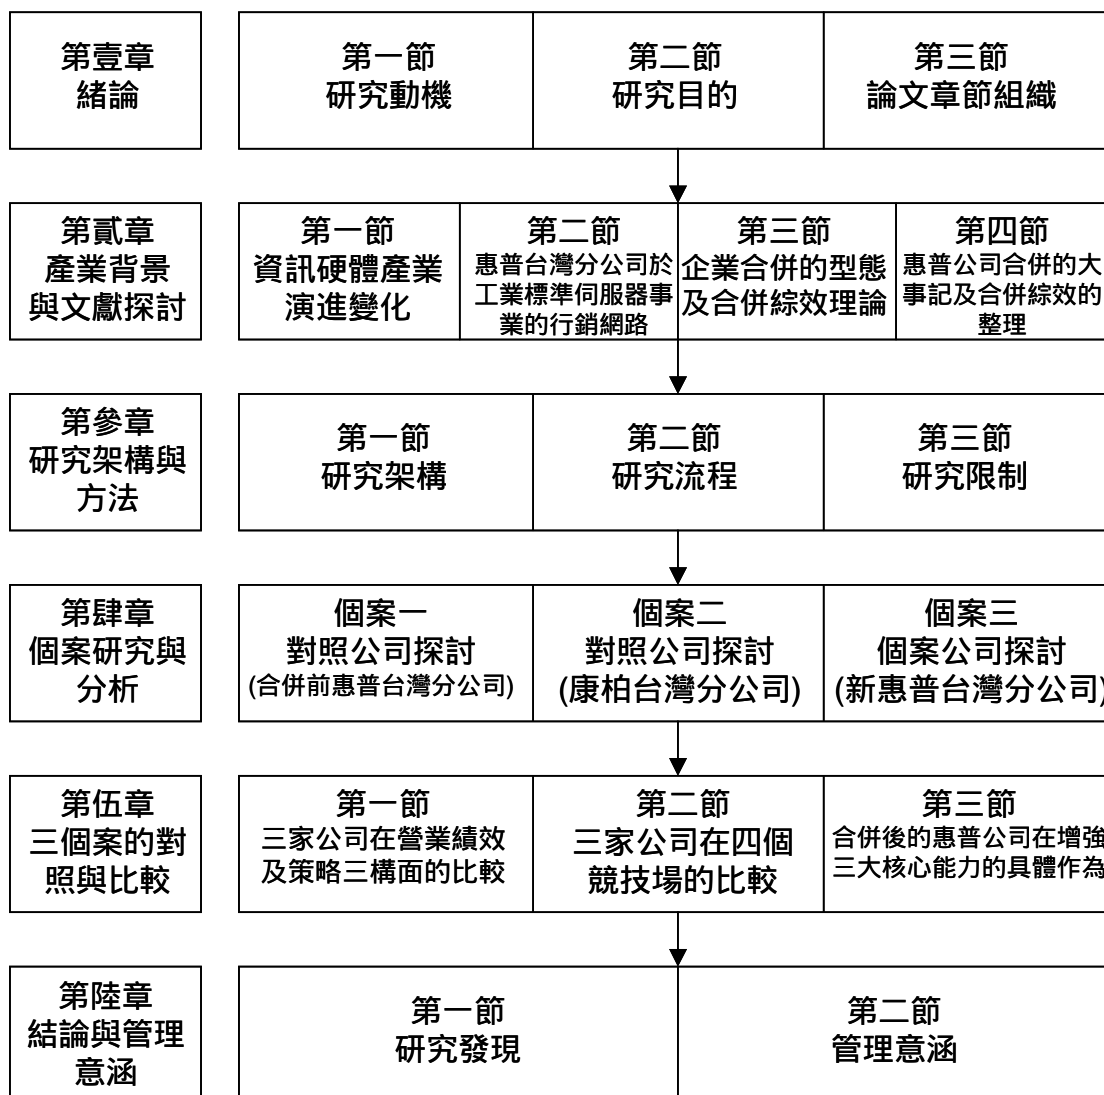 第壹章
緒論
第一節
研究動機
第二節
研究目的
第三節
論文章節組織
第貳章
產業背景
與文獻探討
第一節
資訊硬體產業
演進變化
第二節
惠普台灣分公司於
工業標準伺服器事
業的行銷網路
第三節
企業合併的型態
及合併綜效理論
第四節
惠普公司合併的大
事記及合併綜效的
整理
第參章
研究架構與
方法
第一節
研究架構
第二節
研究流程
第三節
研究限制
第肆章
個案研究與
分析
個案一
對照公司探討
(合併前惠普台灣分公司)
個案二
對照公司探討
(康柏台灣分公司)
個案三
個案公司探討
(新惠普台灣分公司)
第伍章
三個案的對
照與比較
第一節
三家公司在營業績效
及策略三構面的比較
第二節
三家公司在四個
競技場的比較
第三節
合併後的惠普公司在增強
三大核心能力的具體作為
第陸章
結論與管理
意涵
第一節
研究發現
第二節
管理意涵